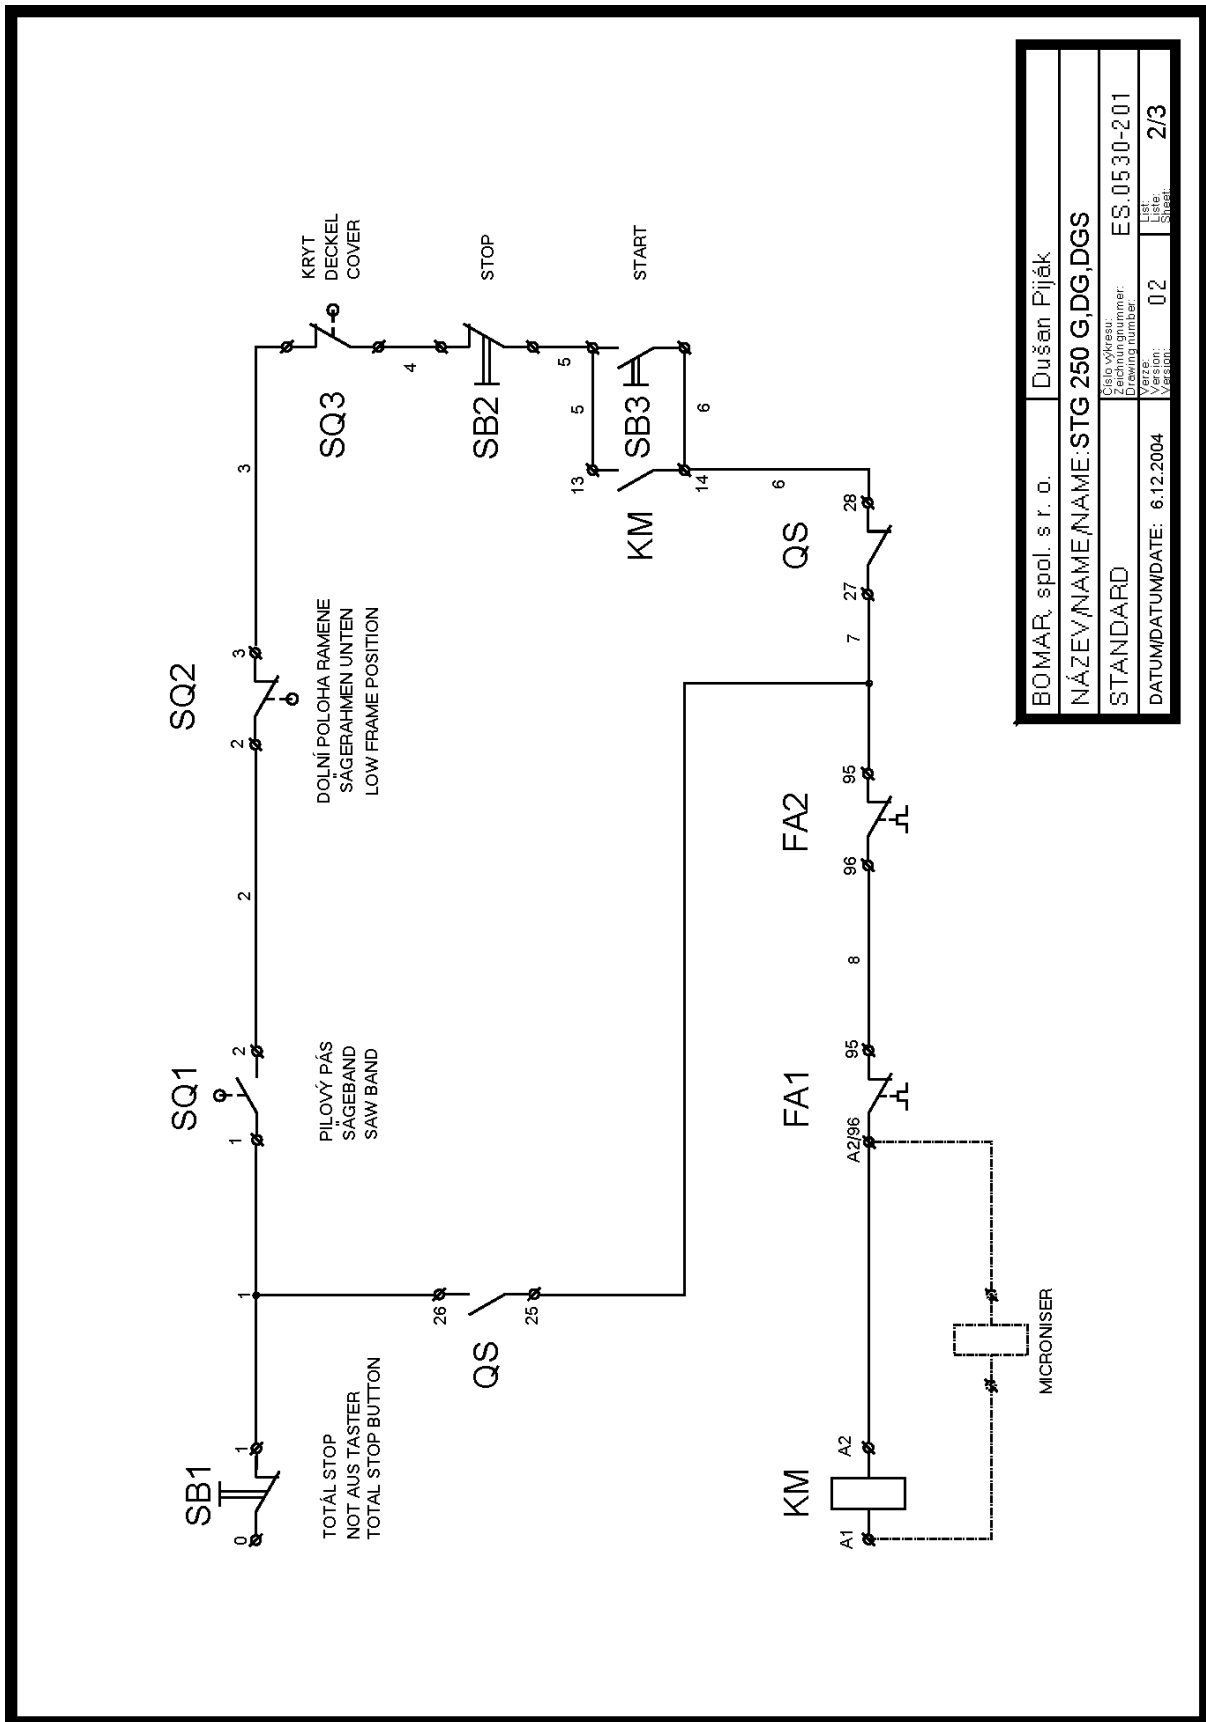 SB1
0
1
TOTÁL STOP
NOT AUS TASTER
TOTAL STOP BUTTON
1
SQ1
1
2
PILOVÝ PÁS
SÄGEBAND
SAW BAND
2
SQ2
2
3
DOLNÍ POLOHA RAMENE
SÄGERAHMEN UNTEN
LOW FRAME POSITION
3
SQ3
KRYT
DECKEL
COVER
4
SB2
STOP
5
5
SB3
START
6
13
14
KM
6
QS
26
25
QS
28
27
7
FA2
95
96
8
FA1
95
A2/96
KM
A2
A1
MICRONISER
BOMAR, spol. s r. o.
Dušan Piják
NÁZEV/NAME/NAME: STG 250 G,DG,DGS
STANDARD
Číslo výkresu:
Zeichnungnummer:
Drawing number:
ES.0530-201
DATUM/DATUM/DATE: 6.12.2004
Verze:
Version:
Version:
02
List:
Liste:
Sheet:
2/3